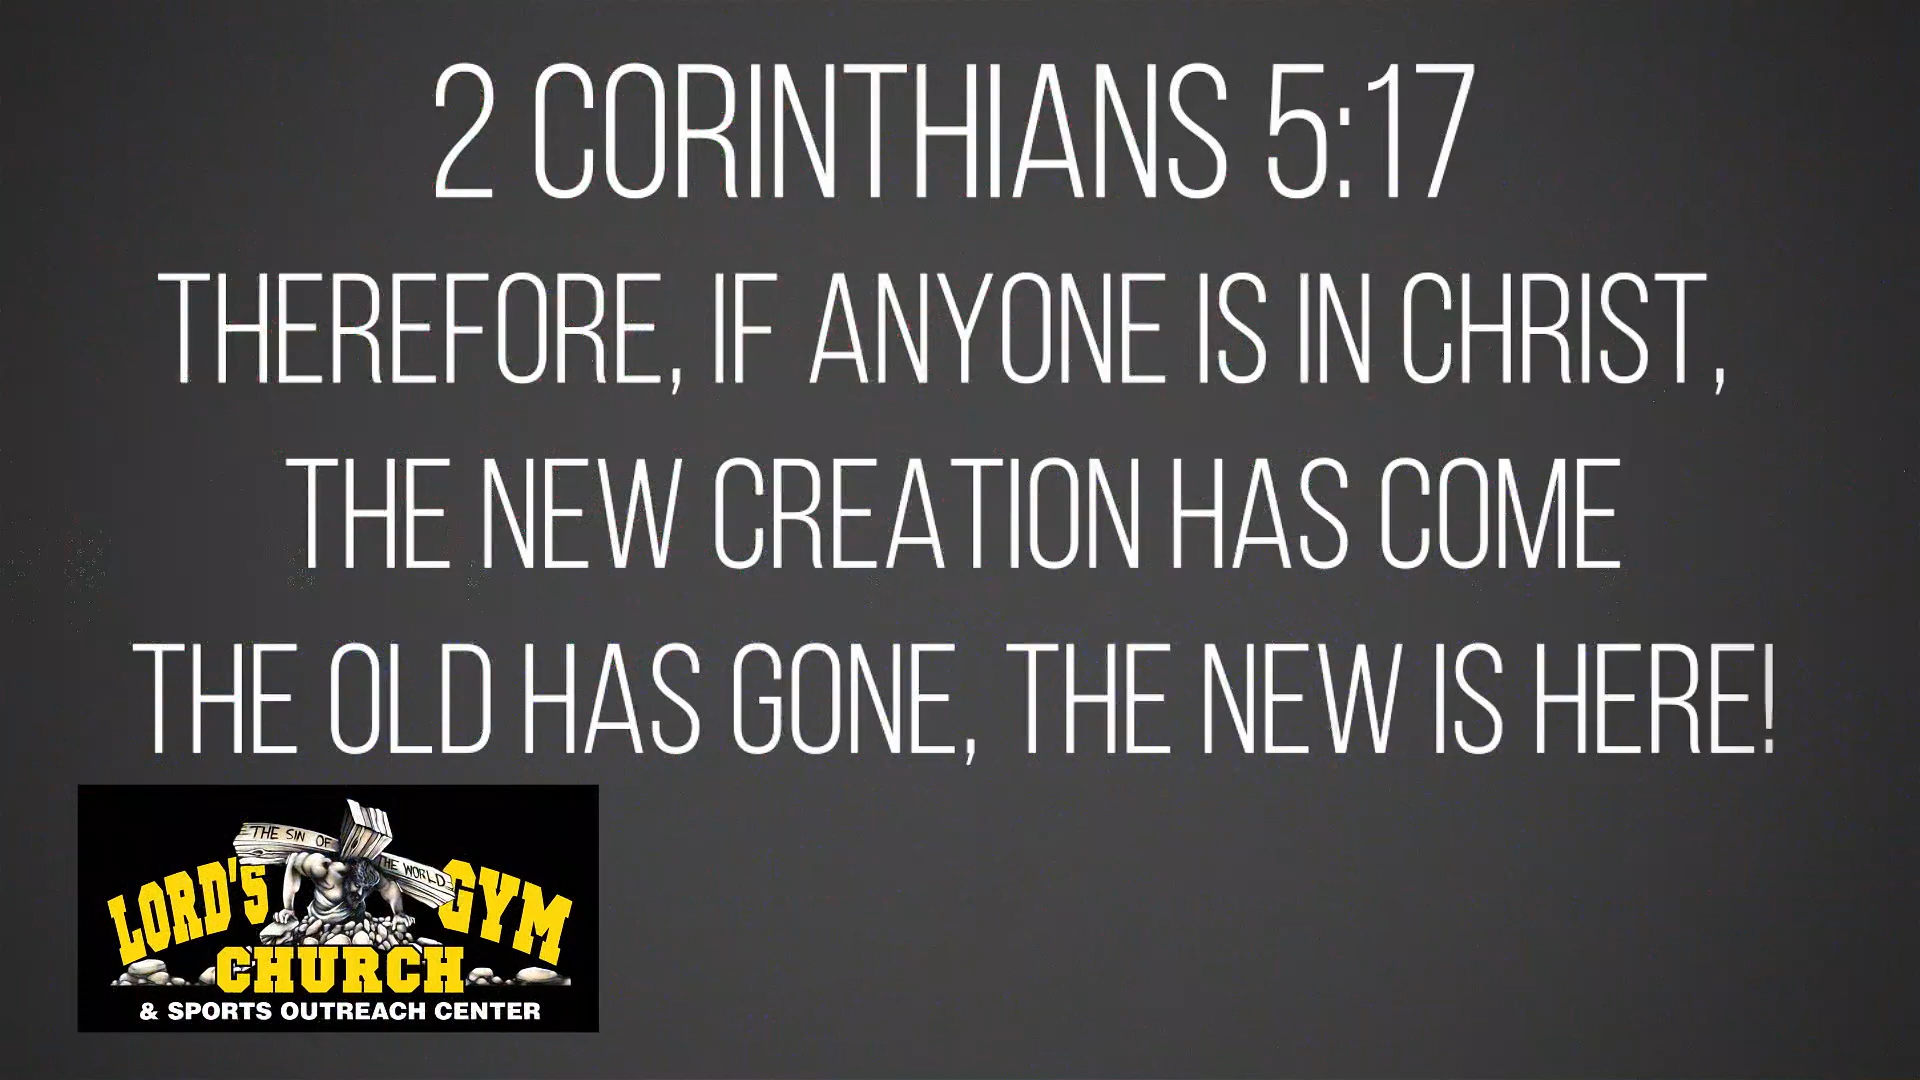 2 CORINTHIANS 5:17
THEREFORE, IF ANYONE IS IN CHRIST,
THE NEW CREATION HAS COME
THE OLD HAS GONE, THE NEW IS HERE!
THE SIN OF THE WORLD
LORD'S GYM
CHURCH
& SPORTS OUTREACH CENTER